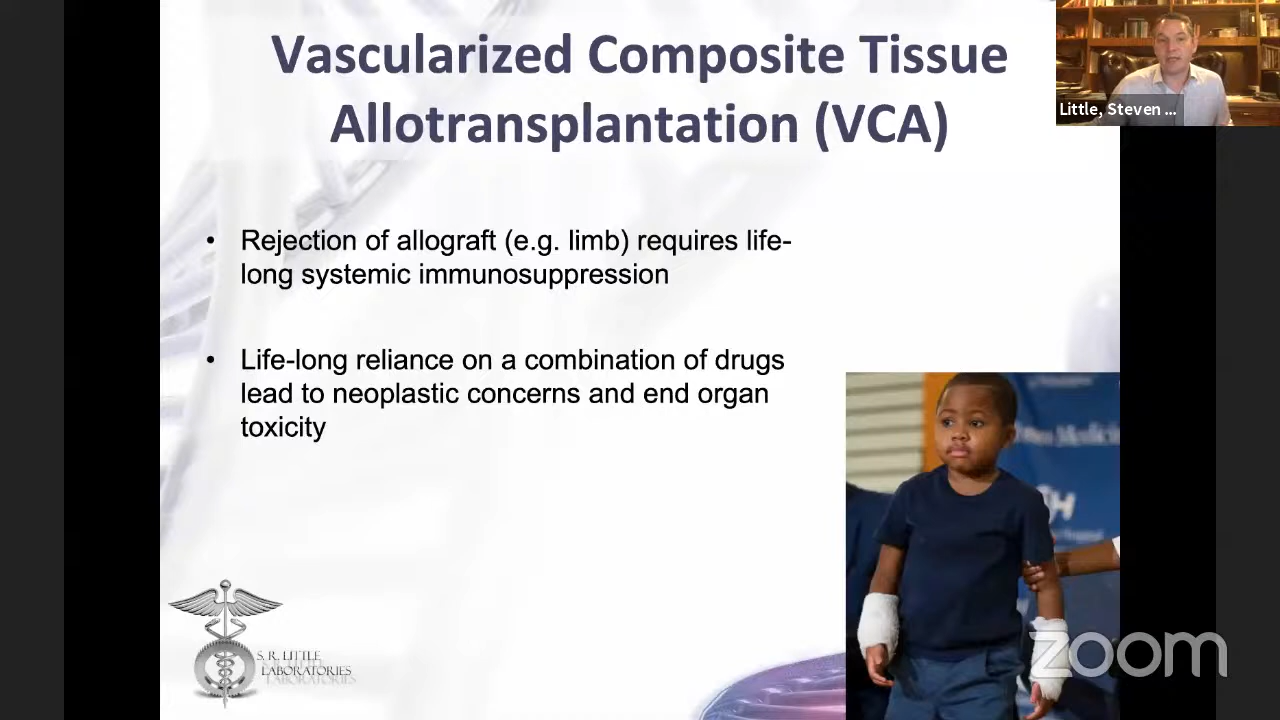 Vascularized Composite Tissue
Allotransplantation (VCA)
Little, Steven ...
• Rejection of allograft (e.g. limb) requires life-
long systemic immunosuppression
• Life-long reliance on a combination of drugs
lead to neoplastic concerns and end organ
toxicity
S. R. LITTLE
LABORATORIES
zoom